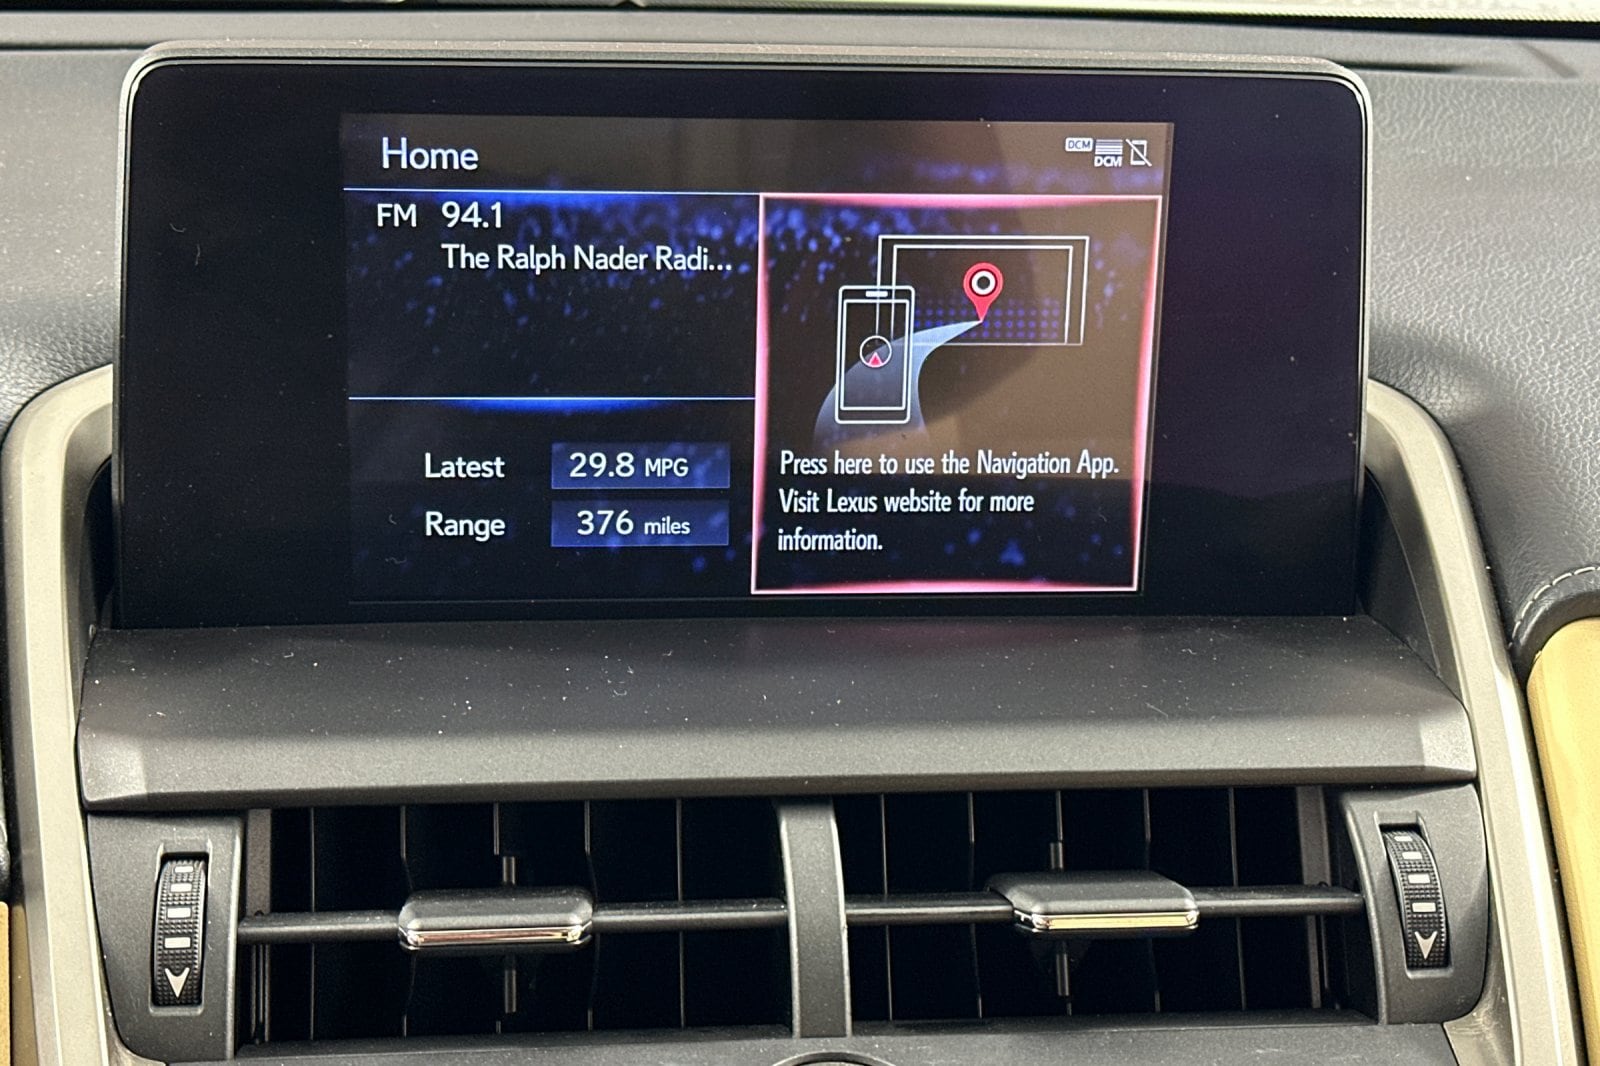 Home
DCM
DCM
FM 94.1
The Ralph Nader Radi...
Latest 29.8 MPG
Range 376 miles
Press here to use the Navigation App.
Visit Lexus website for more
information.